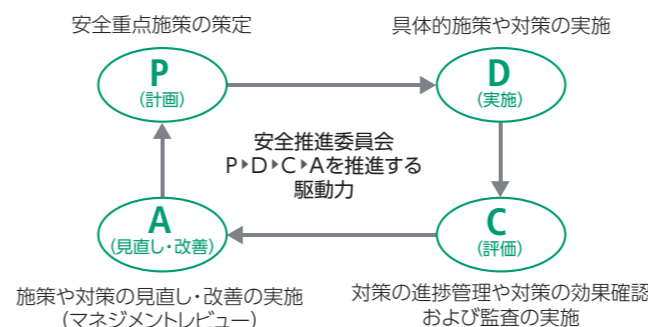 安全重点施策の策定
具体的施策や対策の実施
P
(計画)
D
(実施)
安全推進委員会
P▶D▶C▶Aを推進する
駆動力
A
(見直し・改善)
C
(評価)
施策や対策の見直し・改善の実施
(マネジメントレビュー)
対策の進捗管理や対策の効果確認
および監査の実施